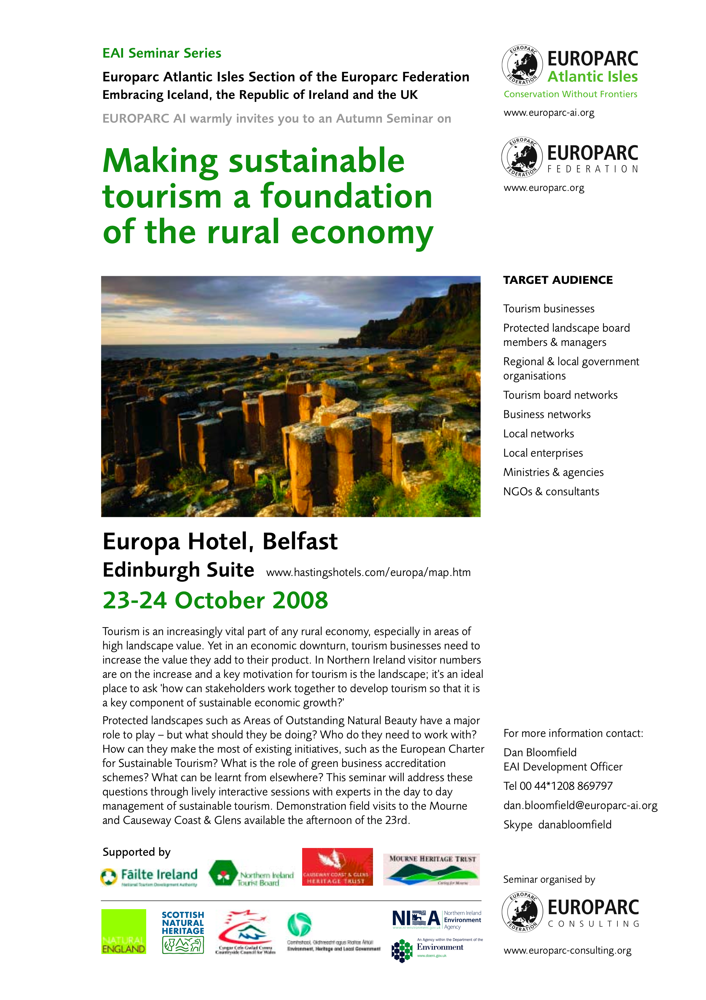 EAI Seminar Series
Europarc Atlantic Isles Section of the Europarc Federation
Embracing Iceland, the Republic of Ireland and the UK
EUROPARC AI warmly invites you to an Autumn Seminar on
Making sustainable
tourism a foundation
of the rural economy
EUROPARC
FEDERATION
EUROPARC
Atlantic Isles
Conservation Without Frontiers
www.europarc-ai.org
EUROPARC
FEDERATION
EUROPARC
FEDERATION
www.europarc.org
TARGET AUDIENCE
Tourism businesses
Protected landscape board
members & managers
Regional & local government
organisations
Tourism board networks
Business networks
Local networks
Local enterprises
Ministries & agencies
NGOs & consultants
Europa Hotel, Belfast
Edinburgh Suite www.hastingshotels.com/europa/map.htm
23-24 October 2008
Tourism is an increasingly vital part of any rural economy, especially in areas of
high landscape value. Yet in an economic downturn, tourism businesses need to
increase the value they add to their product. In Northern Ireland visitor numbers
are on the increase and a key motivation for tourism is the landscape; it's an ideal
place to ask 'how can stakeholders work together to develop tourism so that it is
a key component of sustainable economic growth?'
Protected landscapes such as Areas of Outstanding Natural Beauty have a major
role to play – but what should they be doing? Who do they need to work with?
How can they make the most of existing initiatives, such as the European Charter
for Sustainable Tourism? What is the role of green business accreditation
schemes? What can be learnt from elsewhere? This seminar will address these
questions through lively interactive sessions with experts in the day to day
management of sustainable tourism. Demonstration field visits to the Mourne
and Causeway Coast & Glens available the afternoon of the 23rd.
For more information contact:
Dan Bloomfield
EAI Development Officer
Tel 00 44*1208 869797
dan.bloomfield@europarc-ai.org
Skype danabloomfield
Supported by
Fáilte Ireland
National Tourism Development Authority
Northern Ireland
Tourist Board
CAUSEWAY COAST & GLENS
HERITAGE TRUST
MOURNE HERITAGE TRUST
Caring for Mourne
NATURAL
ENGLAND
SCOTTISH
NATURAL
HERITAGE
Cyngor Cefn Gwlad Cymru
Countryside Council for Wales
Comhshaol, Oidhreacht agus Rialtas Áitiúil
Environment, Heritage and Local Government
NIEA
www.ni-environment.gov.uk
Northern Ireland
Environment
Agency
An Agency within the Department of the
Environment
www.doeni.gov.uk
Seminar organised by
EUROPARC
FEDERATION
EUROPARC
CONSULTING
www.europarc-consulting.org